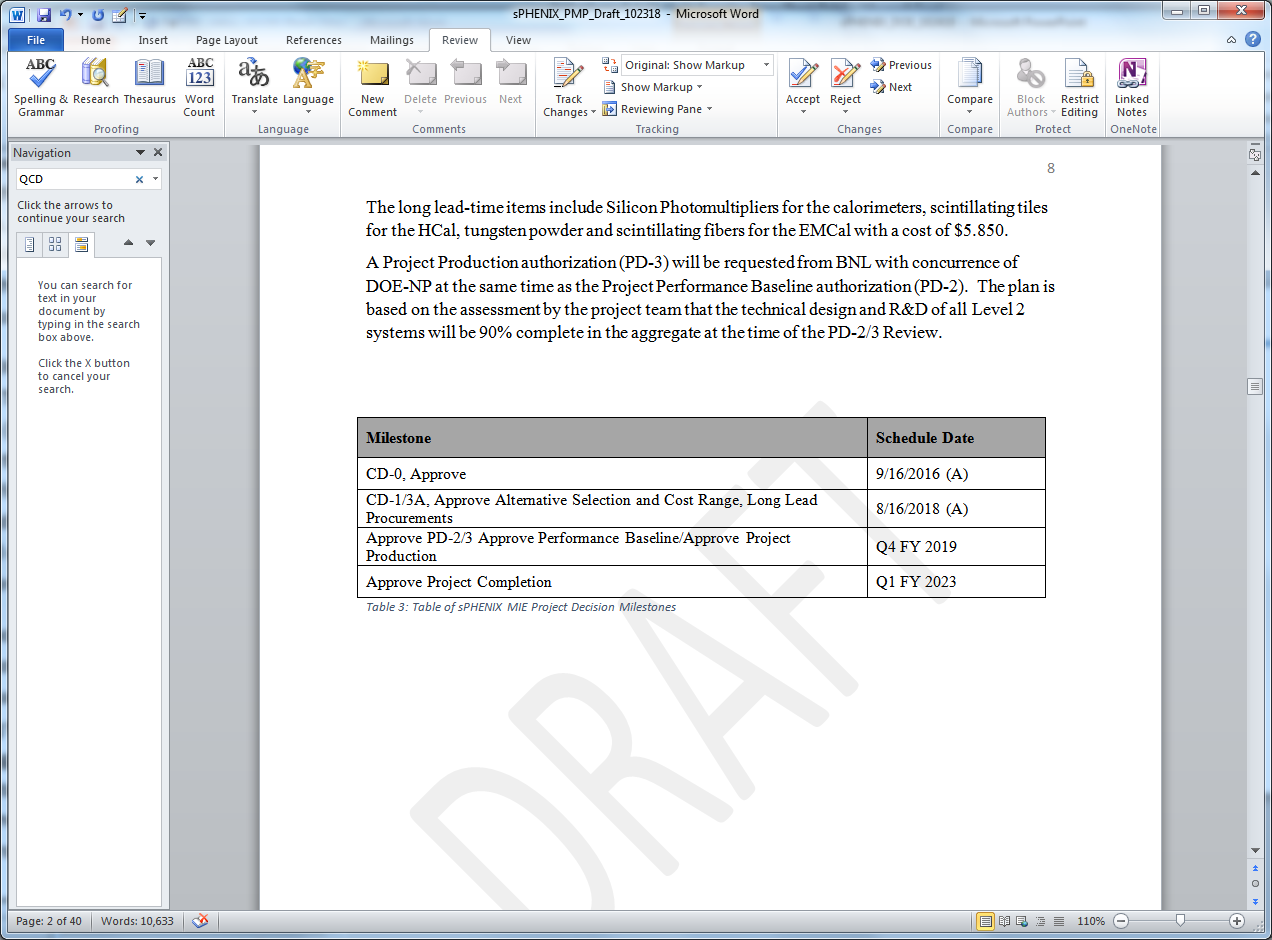 sPHENIX_PMP_Draft_102318 - Microsoft Word
File Home Insert Page Layout References Mailings Review View
ABC Spelling & Grammar
Research
Thesaurus
ABC 123 Word Count
Proofing
Translate
Language
Language
New Comment
Delete
Previous
Next
Comments
Track Changes
Original: Show Markup
Show Markup
Reviewing Pane
Tracking
Accept
Reject
Previous
Next
Changes
Compare
Compare
Block Authors
Restrict Editing
Protect
Linked Notes
OneNote
Navigation
QCD
Click the arrows to
continue your search
You can search for
text in your
document by
typing in the search
box above.
Click the X button
to cancel your
search.
8
The long lead-time items include Silicon Photomultipliers for the calorimeters, scintillating tiles
for the HCal, tungsten powder and scintillating fibers for the EMCal with a cost of $5.850.
A Project Production authorization (PD-3) will be requested from BNL with concurrence of
DOE-NP at the same time as the Project Performance Baseline authorization (PD-2). The plan is
based on the assessment by the project team that the technical design and R&D of all Level 2
systems will be 90% complete in the aggregate at the time of the PD-2/3 Review.
Milestone Schedule Date
CD-0, Approve 9/16/2016 (A)
CD-1/3A, Approve Alternative Selection and Cost Range, Long Lead
Procurements 8/16/2018 (A)
Approve PD-2/3 Approve Performance Baseline/Approve Project
Production Q4 FY 2019
Approve Project Completion Q1 FY 2023
Table 3: Table of sPHENIX MIE Project Decision Milestones
DRAFT
Page: 2 of 40 Words: 10,633 110%